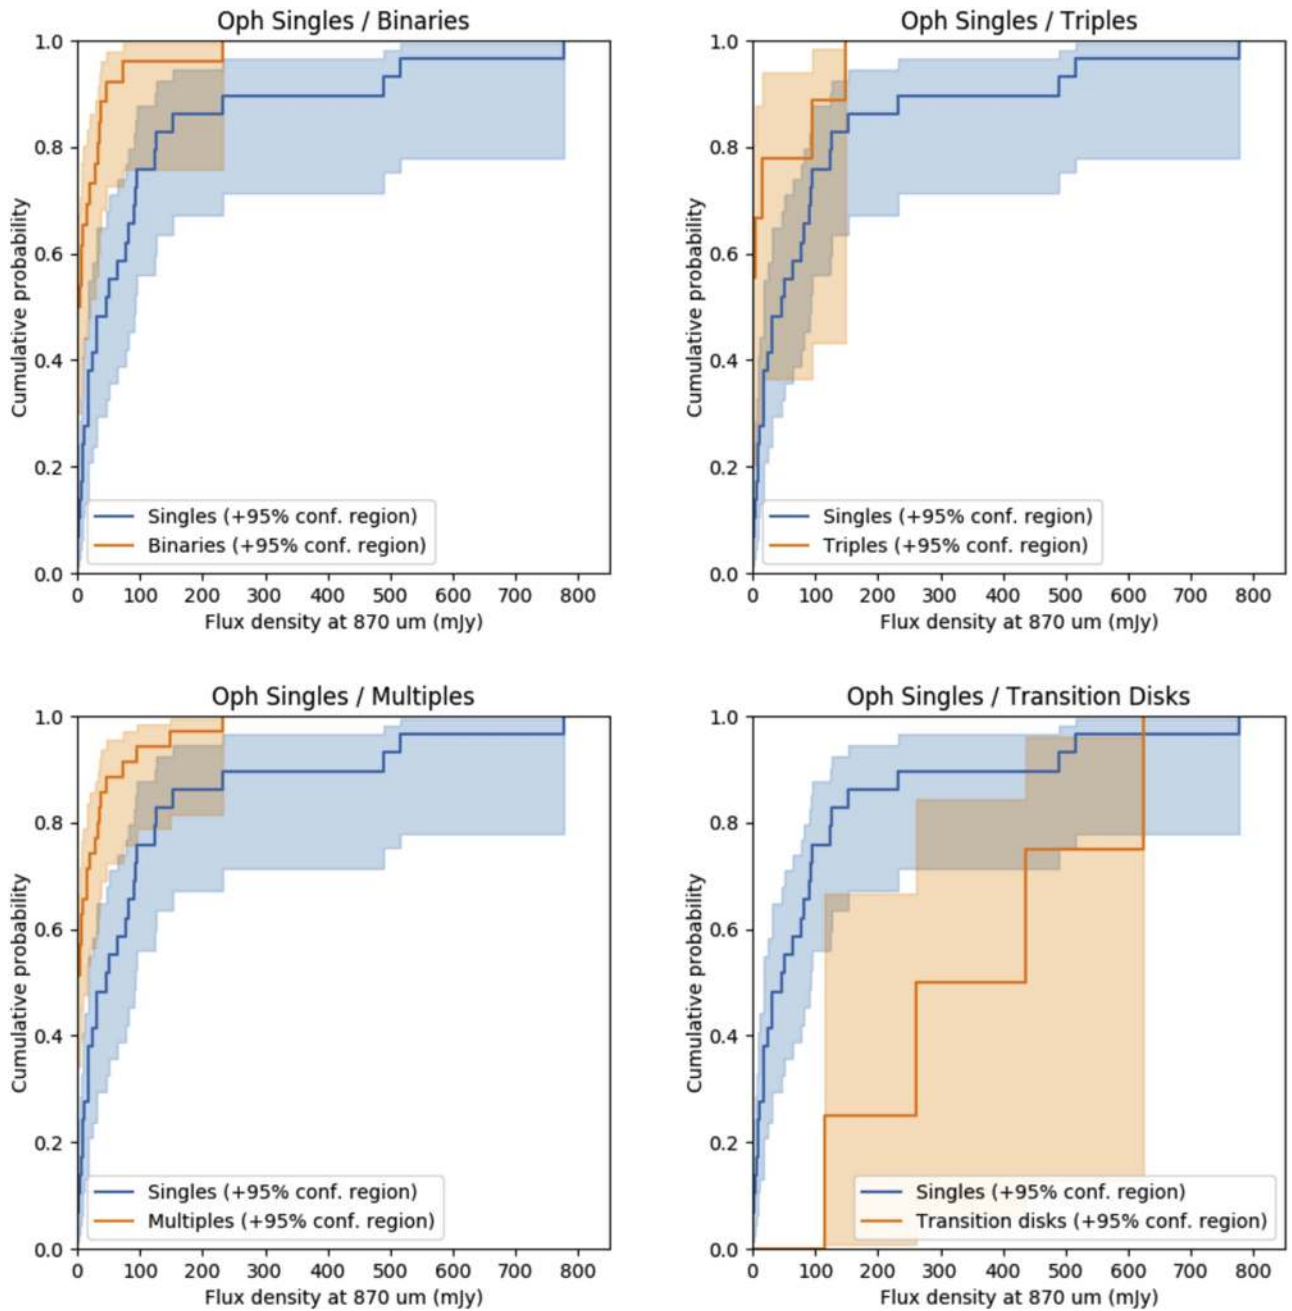 Oph Singles / Binaries
1.0
0.8
0.6
0.4
0.2
0.0
Cumulative probability
Singles (+95% conf. region)
Binaries (+95% conf. region)
0 100 200 300 400 500 600 700 800
Flux density at 870 um (mJy)
Oph Singles / Triples
1.0
0.8
0.6
0.4
0.2
0.0
Cumulative probability
Singles (+95% conf. region)
Triples (+95% conf. region)
0 100 200 300 400 500 600 700 800
Flux density at 870 um (mJy)
Oph Singles / Multiples
1.0
0.8
0.6
0.4
0.2
0.0
Cumulative probability
Singles (+95% conf. region)
Multiples (+95% conf. region)
0 100 200 300 400 500 600 700 800
Flux density at 870 um (mJy)
Oph Singles / Transition Disks
1.0
0.8
0.6
0.4
0.2
0.0
Cumulative probability
Singles (+95% conf. region)
Transition disks (+95% conf. region)
0 100 200 300 400 500 600 700 800
Flux density at 870 um (mJy)